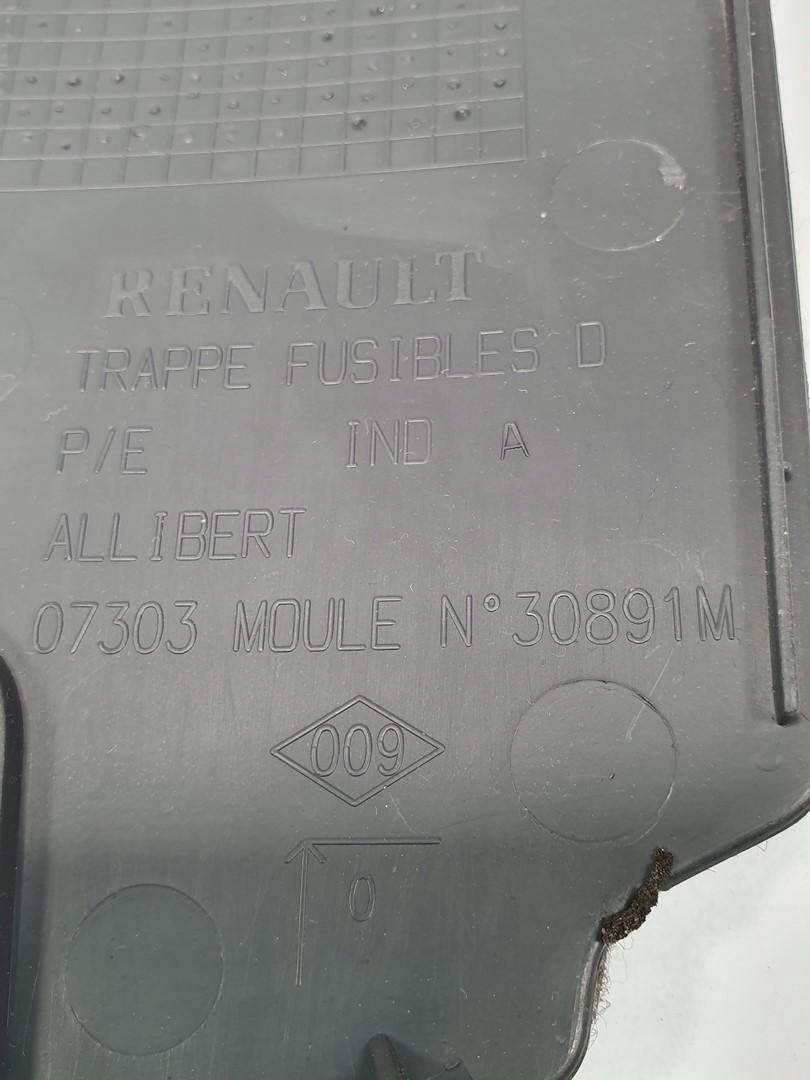 RENAULT
TRAPPE FUSIBLES D
P/E IND A
ALLIBERT
07303 MOULE N°30891M
009
0